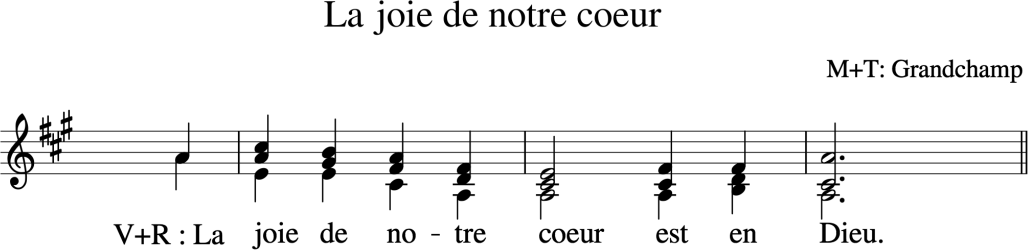 La joie de notre coeur
M+T: Grandchamp
V+R : La joie de no - tre coeur est en Dieu.